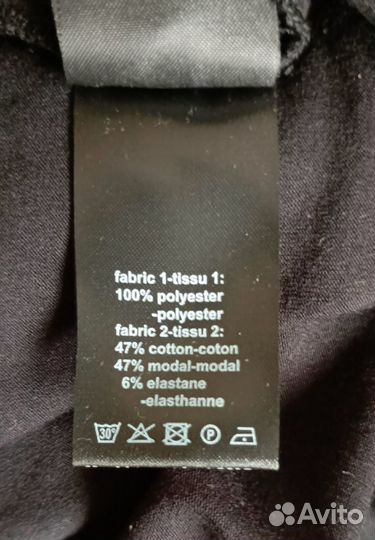 fabric 1-tissu 1:
100% polyester
-polyester
fabric 2-tissu 2:
47% cotton-coton
47% modal-modal
6% elastane
-elasthanne
30° P
Avito